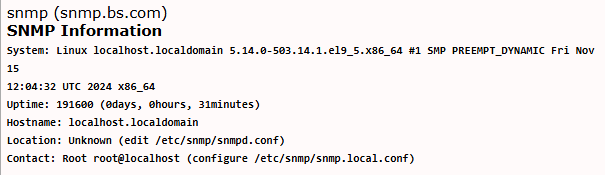 snmp (snmp.bs.com)
SNMP Information
System: Linux localhost.localdomain 5.14.0-503.14.1.el9_5.x86_64 #1 SMP PREEMPT_DYNAMIC Fri Nov
15
12:04:32 UTC 2024 x86_64
Uptime: 191600 (0days, 0hours, 31minutes)
Hostname: localhost.localdomain
Location: Unknown (edit /etc/snmp/snmpd.conf)
Contact: Root root@localhost (configure /etc/snmp/snmp.local.conf)